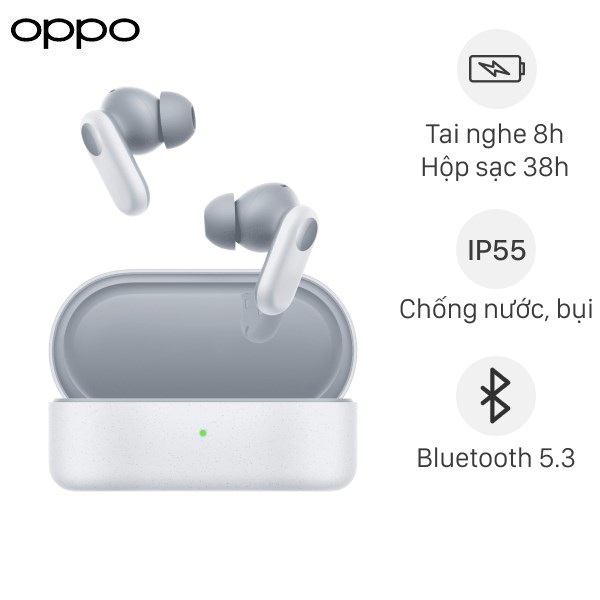 oppo
Tai nghe 8h
Hộp sạc 38h
IP55
Chống nước, bụi
Bluetooth 5.3